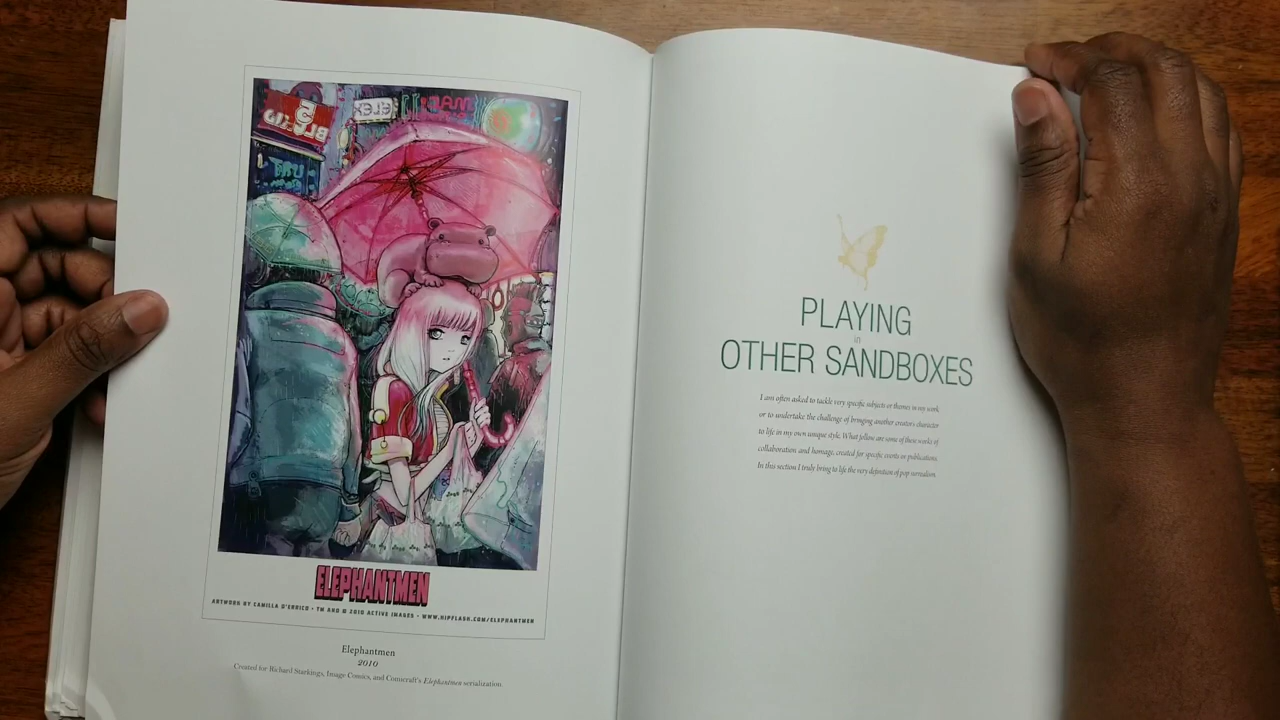 ELEPHANTMEN
ARTWORK BY CAMILLA D'ERRICO • TM AND © 2010 ACTIVE IMAGES • WWW.HIPFLASK.COM/ELEPHANTMEN
Elephantmen
2010
Created for Richard Starkings, Image Comics, and Comicraft's Elephantmen serialization.
PLAYING
in
OTHER SANDBOXES
I am often asked to tackle very specific subjects or themes in my work
or to undertake the challenge of bringing another creator's character
to life in my own unique style. What follow are some of these works of
collaboration and homage, created for specific events or publications.
In this section I truly bring to life the very definition of pop surrealism.